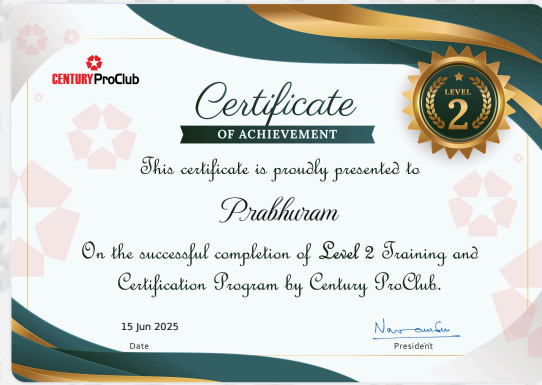 CENTURY ProClub
Certificate
OF ACHIEVEMENT
LEVEL
2
This certificate is proudly presented to
Prabhuram
On the successful completion of Level 2 Training and
Certification Program by Century ProClub.
15 Jun 2025
Date
President